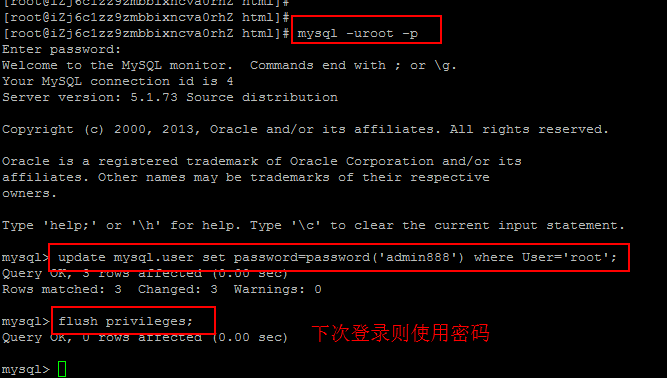 [root@iZj6c1zz9zmbbixncva0rhZ html]#
[root@iZj6c1zz9zmbbixncva0rhZ html]#
[root@iZj6c1zz9zmbbixncva0rhZ html]# mysql -uroot -p
Enter password:
Welcome to the MySQL monitor.  Commands end with ; or \g.
Your MySQL connection id is 4
Server version: 5.1.73 Source distribution
Copyright (c) 2000, 2013, Oracle and/or its affiliates. All rights reserved.
Oracle is a registered trademark of Oracle Corporation and/or its
affiliates. Other names may be trademarks of their respective
owners.
Type 'help;' or '\h' for help. Type '\c' to clear the current input statement.
mysql> update mysql.user set password=password('admin888') where User='root';
Query OK, 3 rows affected (0.00 sec)
Rows matched: 3  Changed: 3  Warnings: 0
mysql> flush privileges;
Query OK, 0 rows affected (0.00 sec)
下次登录则使用密码
mysql>